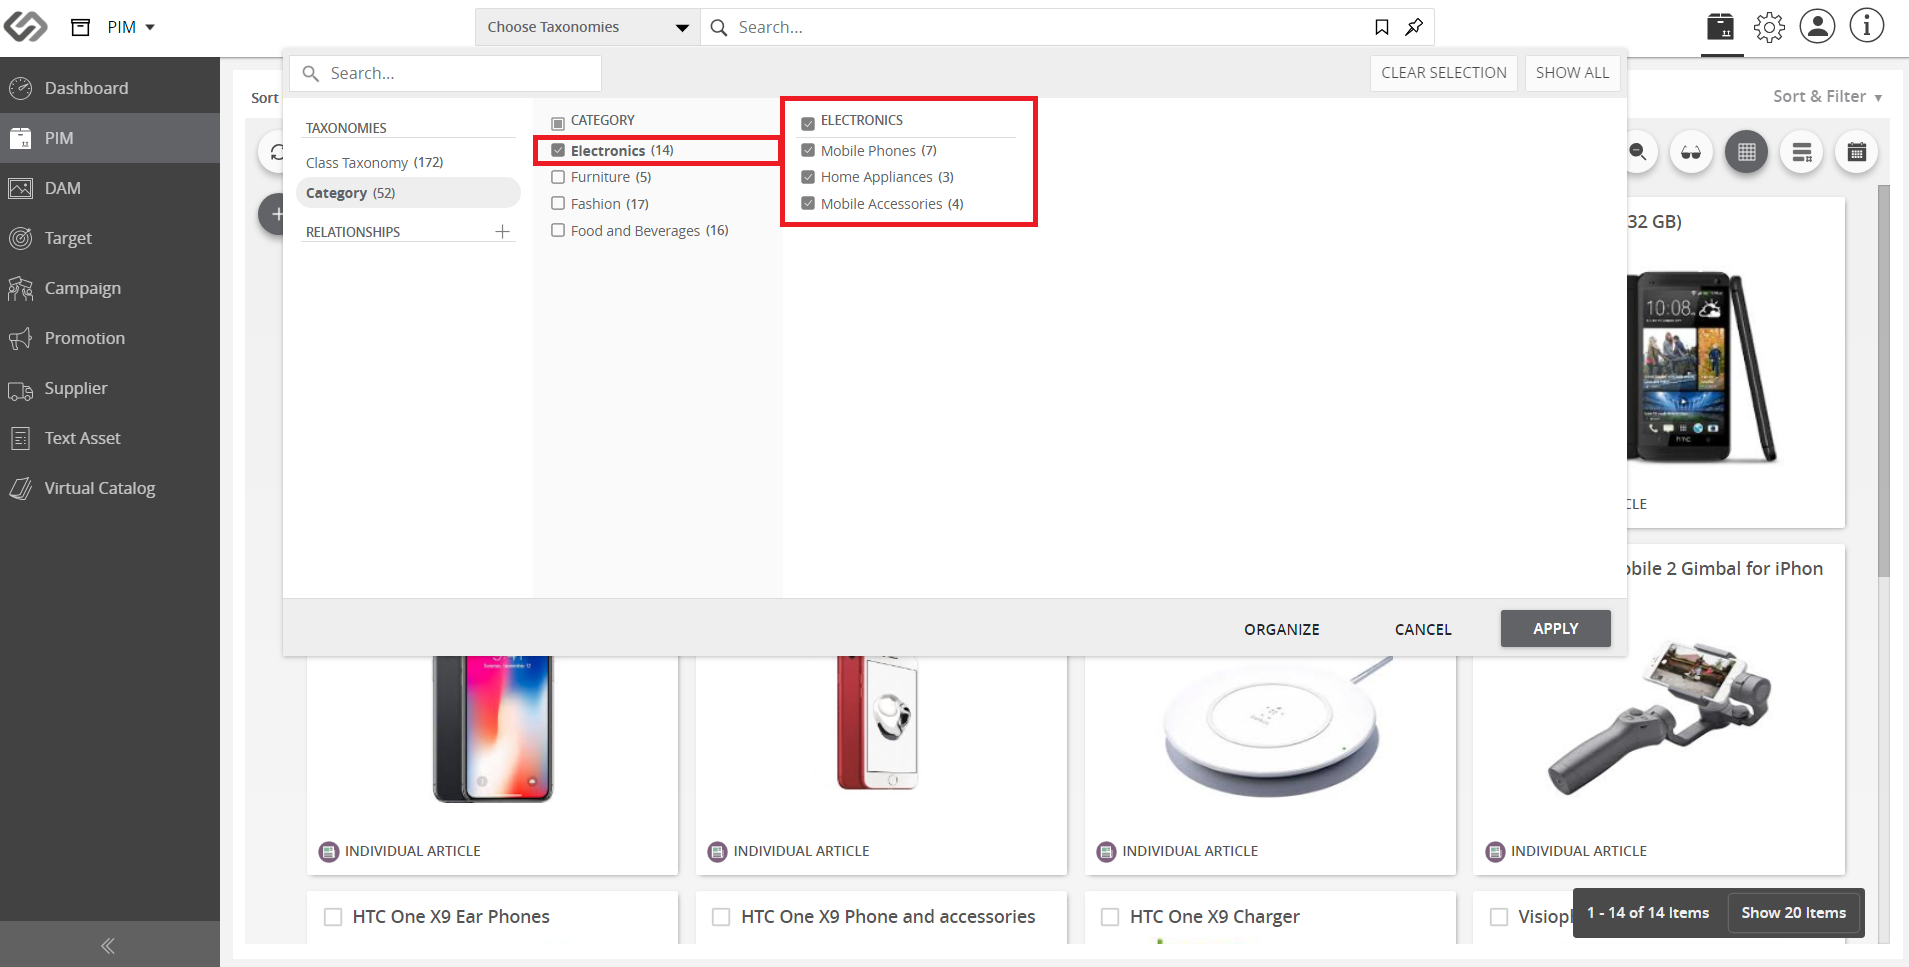 PIM
Choose Taxonomies
Search...
Dashboard
PIM
DAM
Target
Campaign
Promotion
Supplier
Text Asset
Virtual Catalog
Sort
Search...
CLEAR SELECTION
SHOW ALL
Sort & Filter
TAXONOMIES
Class Taxonomy (172)
Category (52)
RELATIONSHIPS
CATEGORY
Electronics (14)
Furniture (5)
Fashion (17)
Food and Beverages (16)
ELECTRONICS
Mobile Phones (7)
Home Appliances (3)
Mobile Accessories (4)
ORGANIZE
CANCEL
APPLY
32 GB)
10:08
hTC
CLE
obile 2 Gimbal for iPhon
INDIVIDUAL ARTICLE
INDIVIDUAL ARTICLE
INDIVIDUAL ARTICLE
INDIVIDUAL ARTICLE
HTC One X9 Ear Phones
HTC One X9 Phone and accessories
HTC One X9 Charger
Visiop
1 - 14 of 14 Items
Show 20 Items